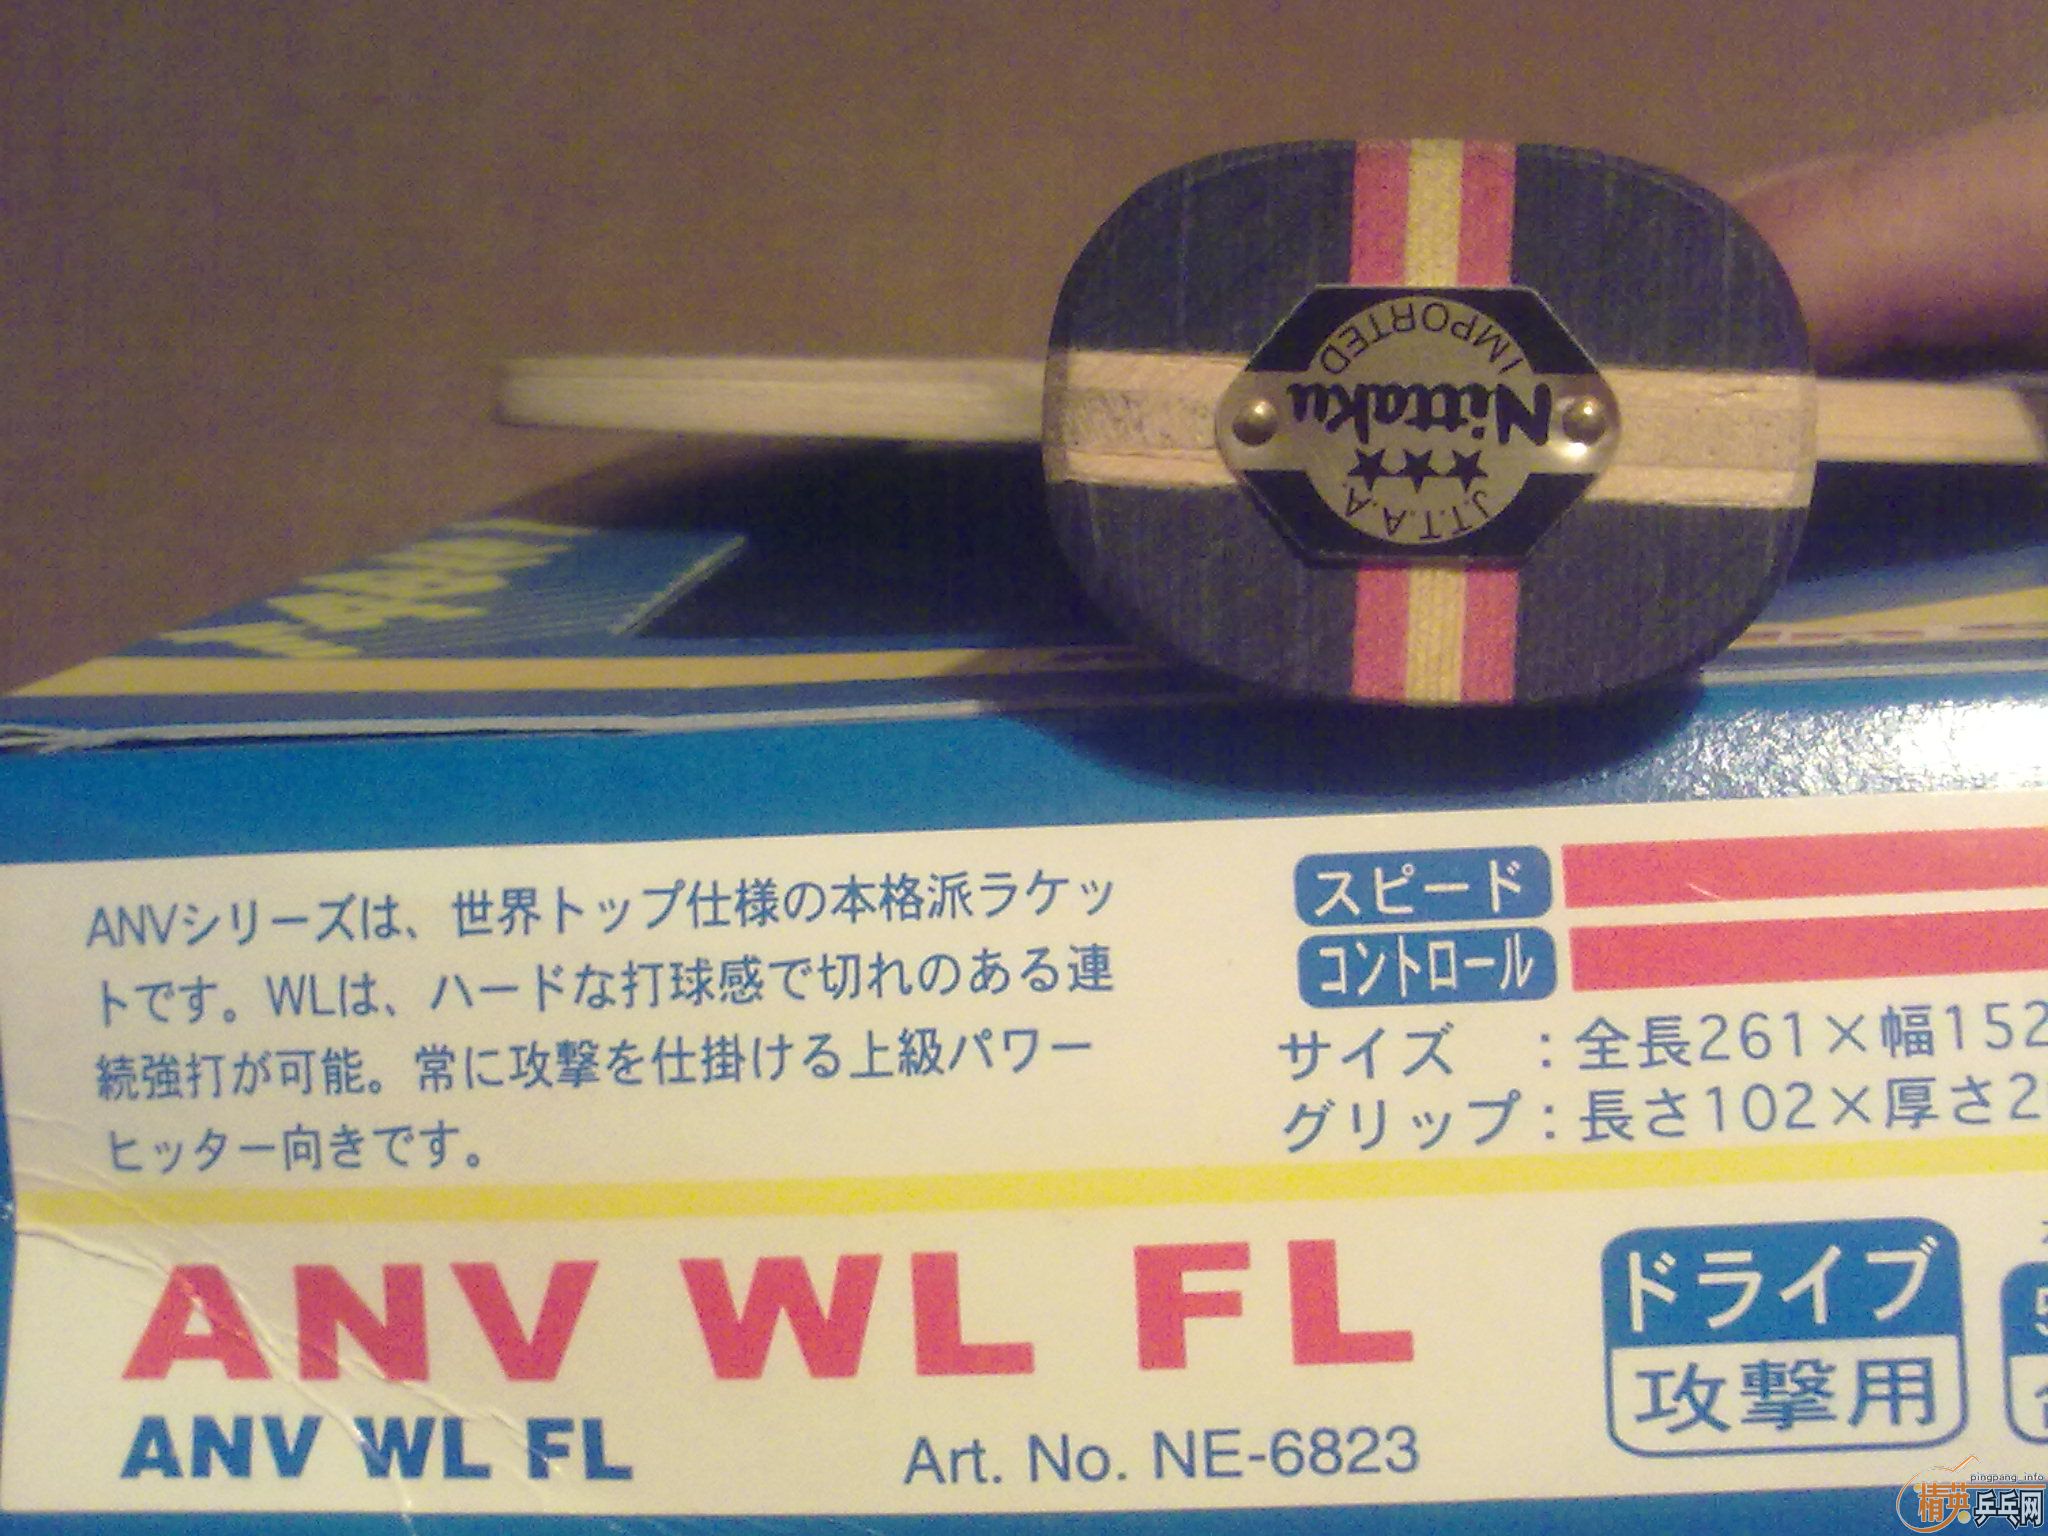 IMPORTED
Nittaku
★★★
J.T.T.A.A.
ANVシリーズは、世界トップ仕様の本格派ラケッ
トです。WLは、ハードな打球感で切れのある連
続強打が可能。常に攻撃を仕掛ける上級パワー
ヒッター向きです。
スピード
コントロール
サイズ :全長261×幅152
グリップ:長さ102×厚さ2
ANV WL FL
ANV WL FL
Art. No. NE-6823
ドライブ
攻撃用
pingpang_info
精英乒乓网